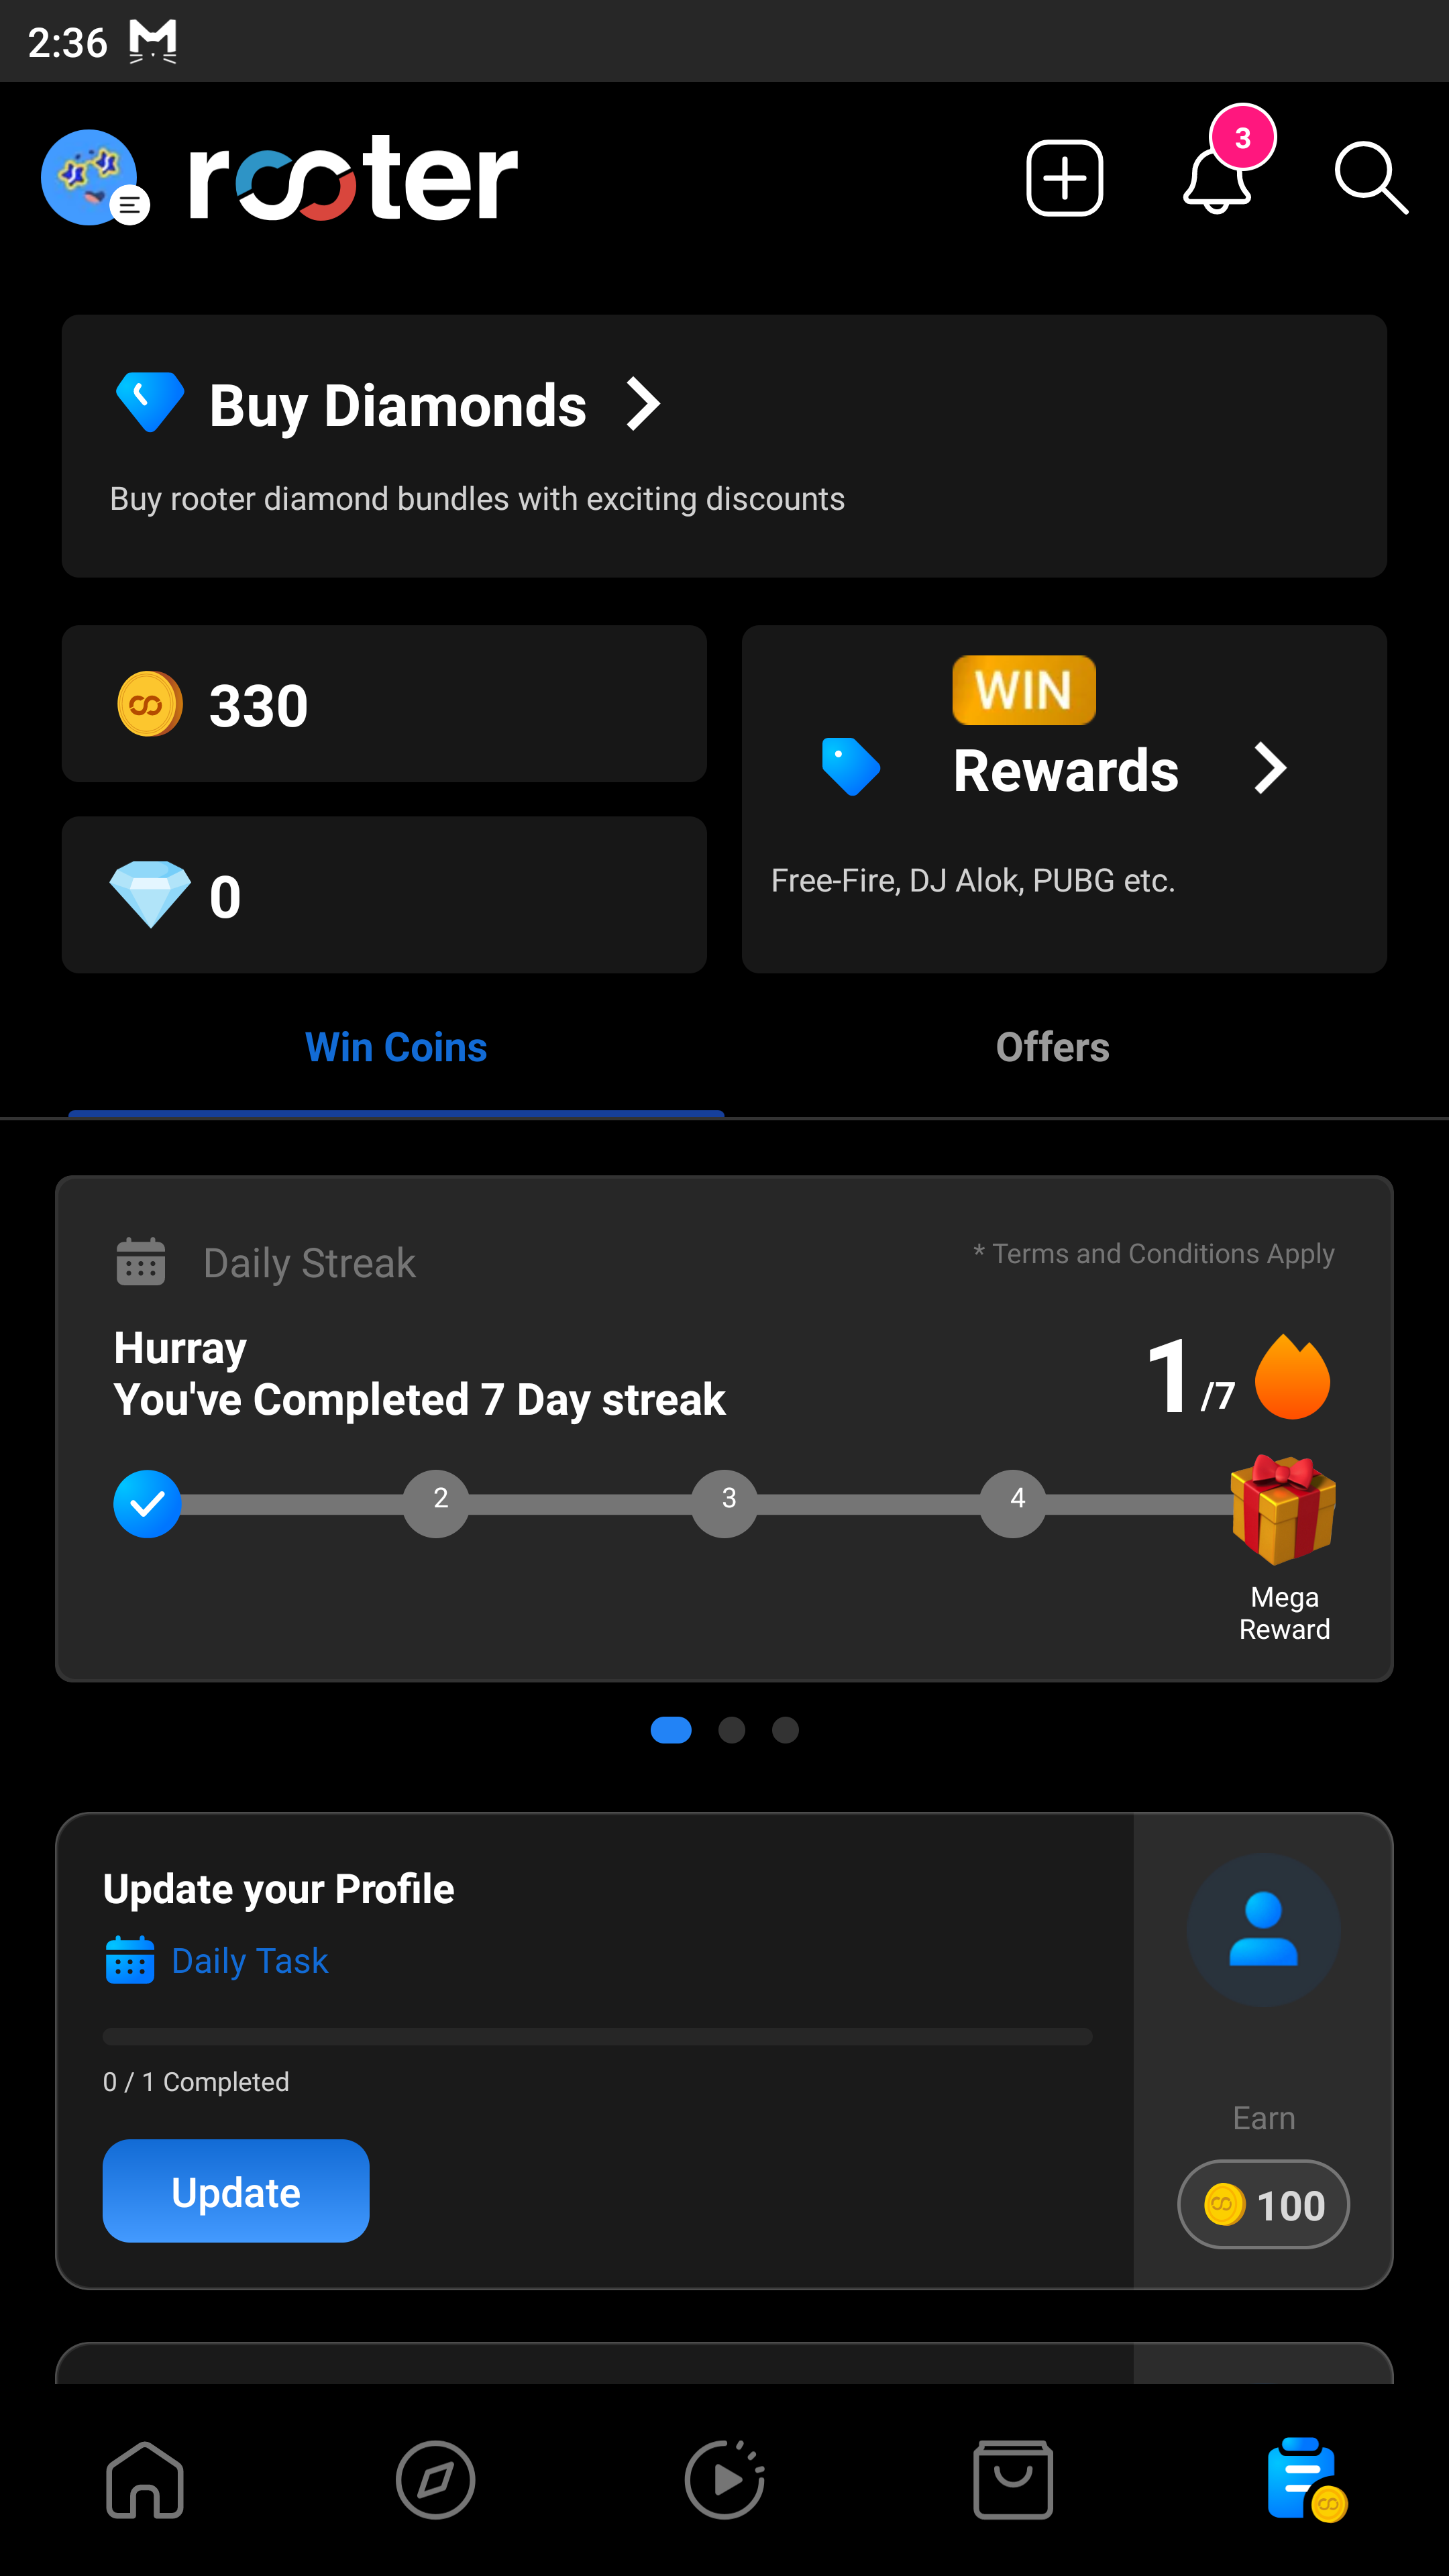 2:36
rooter
3
Buy Diamonds
Buy rooter diamond bundles with exciting discounts
330
0
WIN
Rewards
Free-Fire, DJ Alok, PUBG etc.
Win Coins
Offers
Daily Streak
* Terms and Conditions Apply
Hurray
You've Completed 7 Day streak
1/7
2
3
4
Mega
Reward
Update your Profile
Daily Task
0 / 1 Completed
Update
Earn
100